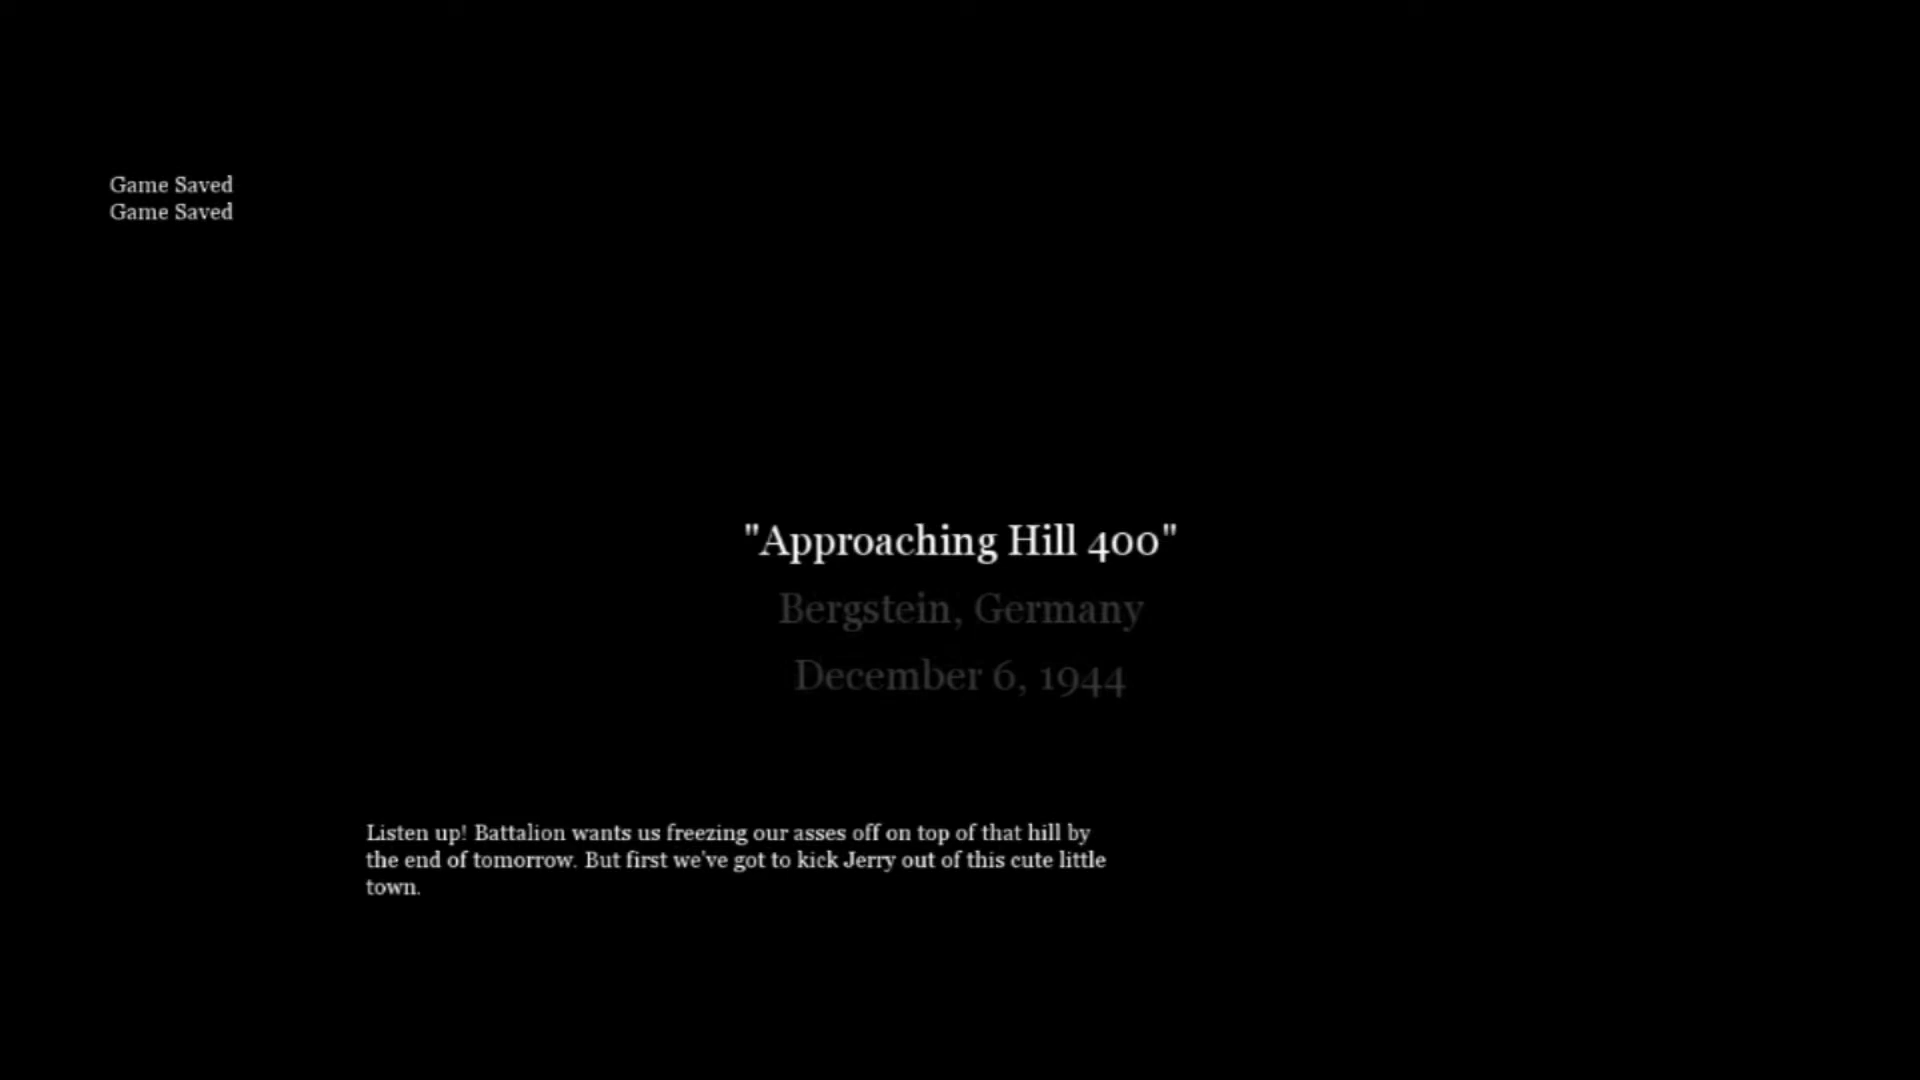 Game Saved
Game Saved
"Approaching Hill 400"
Bergstein, Germany
December 6, 1944
Listen up! Battalion wants us freezing our asses off on top of that hill by
the end of tomorrow. But first we've got to kick Jerry out of this cute little
town.